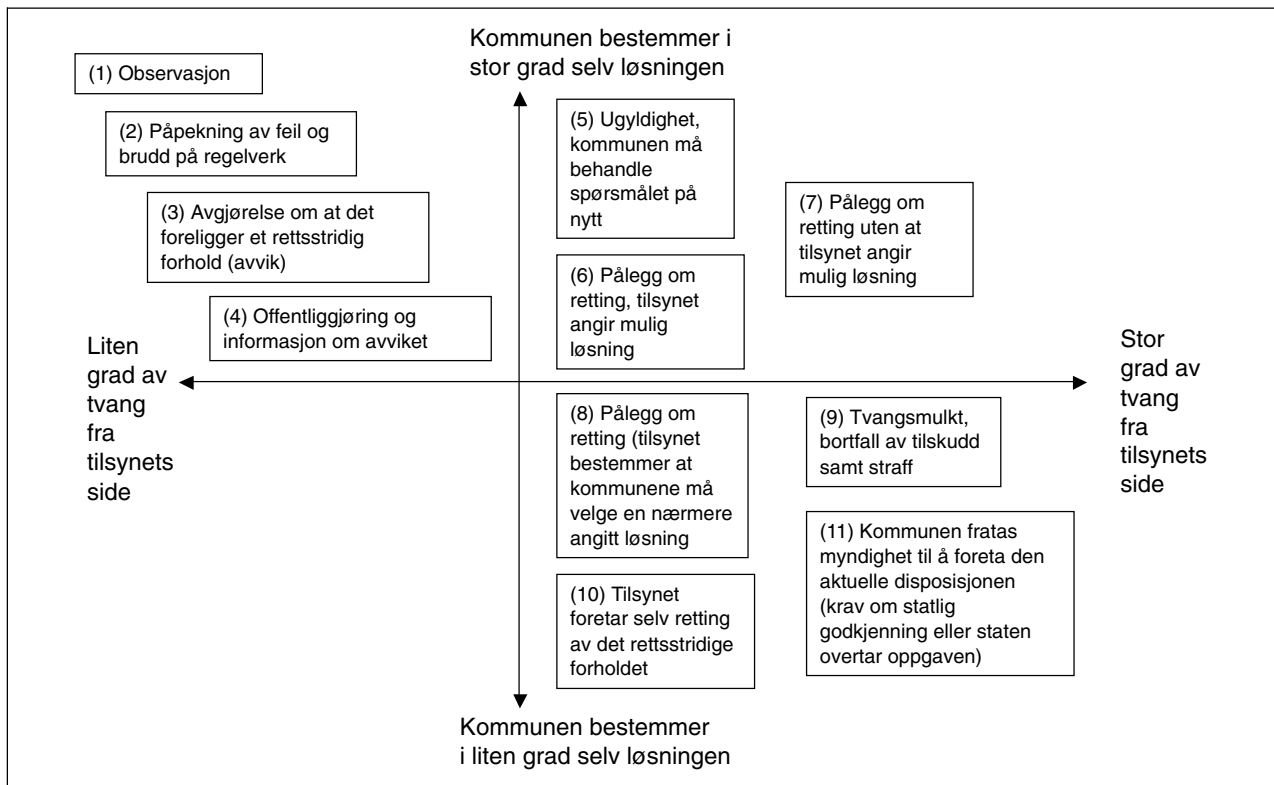 Kommunen bestemmer i
stor grad selv løsningen
(1) Observasjon
(2) Påpekning av feil og
brudd på regelverk
(3) Avgjørelse om at det
foreligger et rettsstridig
forhold (avvik)
(4) Offentliggjøring og
informasjon om avviket
(5) Ugyldighet,
kommunen må
behandle
spørsmålet på
nytt
(6) Pålegg om
retting, tilsynet
angir mulig
løsning
(7) Pålegg om
retting uten at
tilsynet angir
mulig løsning
Liten
grad av
tvang
fra
tilsynets
side
Stor
grad av
tvang
fra
tilsynets
side
(8) Pålegg om
retting (tilsynet
bestemmer at
kommunene må
velge en nærmere
angitt løsning
(9) Tvangsmulkt,
bortfall av tilskudd
samt straff
(10) Tilsynet
foretar selv retting
av det rettsstridige
forholdet
(11) Kommunen fratas
myndighet til å foreta den
aktuelle disposisjonen
(krav om statlig
godkjenning eller staten
overtar oppgaven)
Kommunen bestemmer
i liten grad selv løsningen